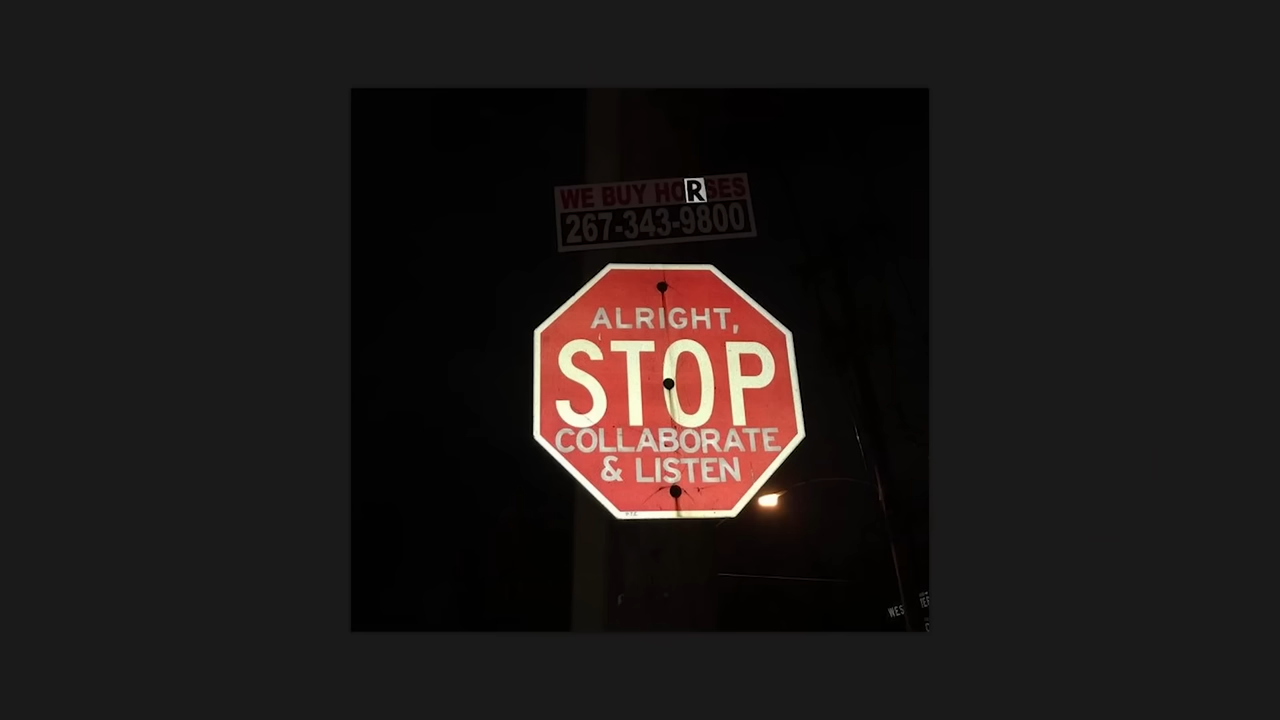 WE BUY HORSES
267-343-9800
ALRIGHT,
STOP
COLLABORATE
& LISTEN